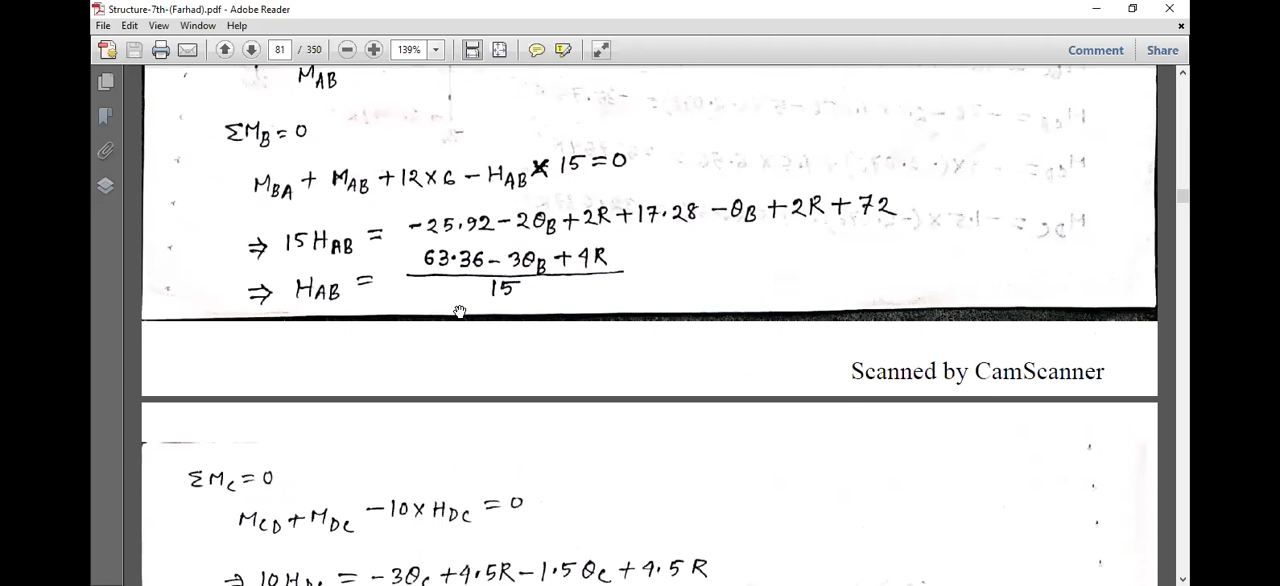 Structure-7th-(Farhad).pdf - Adobe Reader
File Edit View Window Help
81 / 350 139% Comment Share
M_AB
ΣM_B = 0
M_BA + M_AB + 12×6 - H_AB × 15 = 0
⇒ 15H_AB = -25.92 - 2θ_B + 2R + 17.28 - θ_B + 2R + 72
⇒ H_AB = 63.36 - 3θ_B + 4R
15
Scanned by CamScanner
ΣM_C = 0
M_CD + M_DC - 10 × H_DC = 0
⇒ 10H_DC = -3θ_C + 4.5R - 1.5θ_C + 4.5R